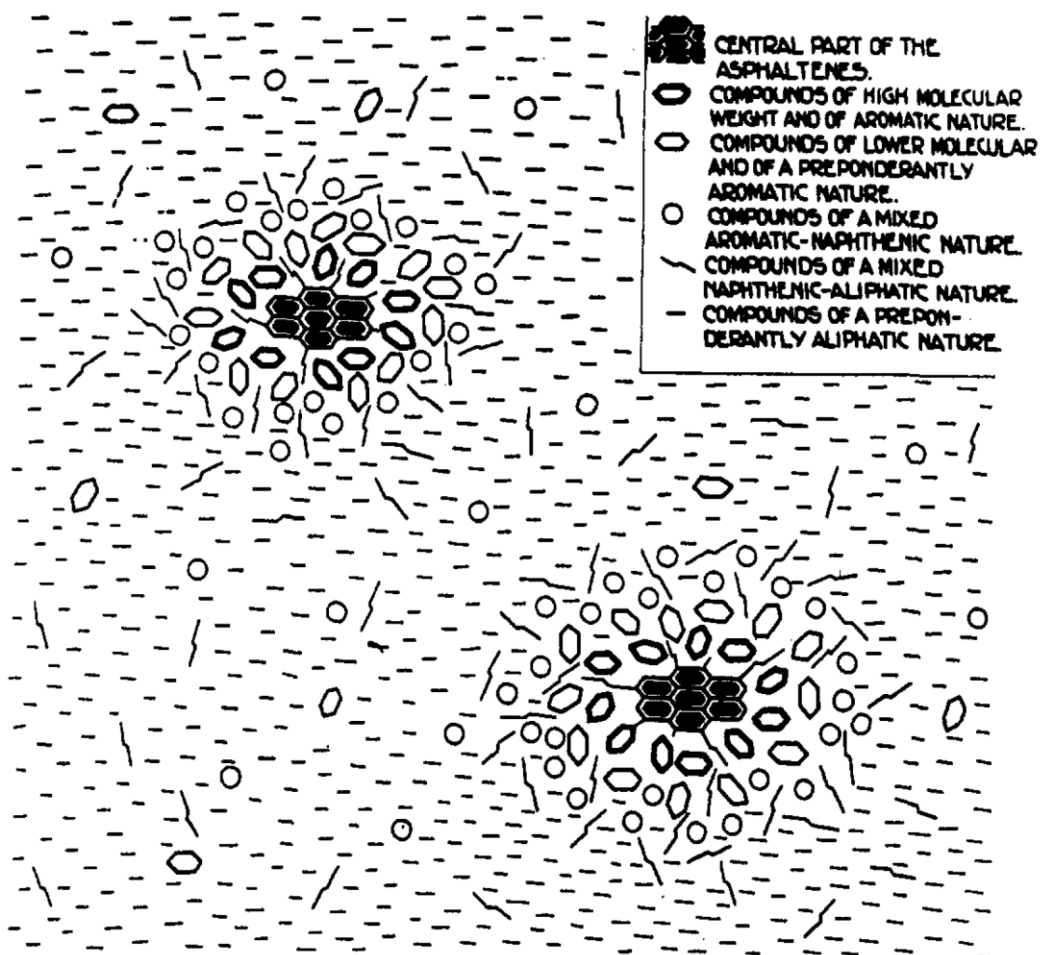 CENTRAL PART OF THE
ASPHALTENES.
COMPOUNDS OF HIGH MOLECULAR
WEIGHT AND OF AROMATIC NATURE.
COMPOUNDS OF LOWER MOLECULAR
AND OF A PREPONDERANTLY
AROMATIC NATURE.
COMPOUNDS OF A MIXED
AROMATIC-NAPHTHENIC NATURE.
COMPOUNDS OF A MIXED
NAPHTHENIC-ALIPHATIC NATURE.
COMPOUNDS OF A PREPON-
DERANTLY ALIPHATIC NATURE